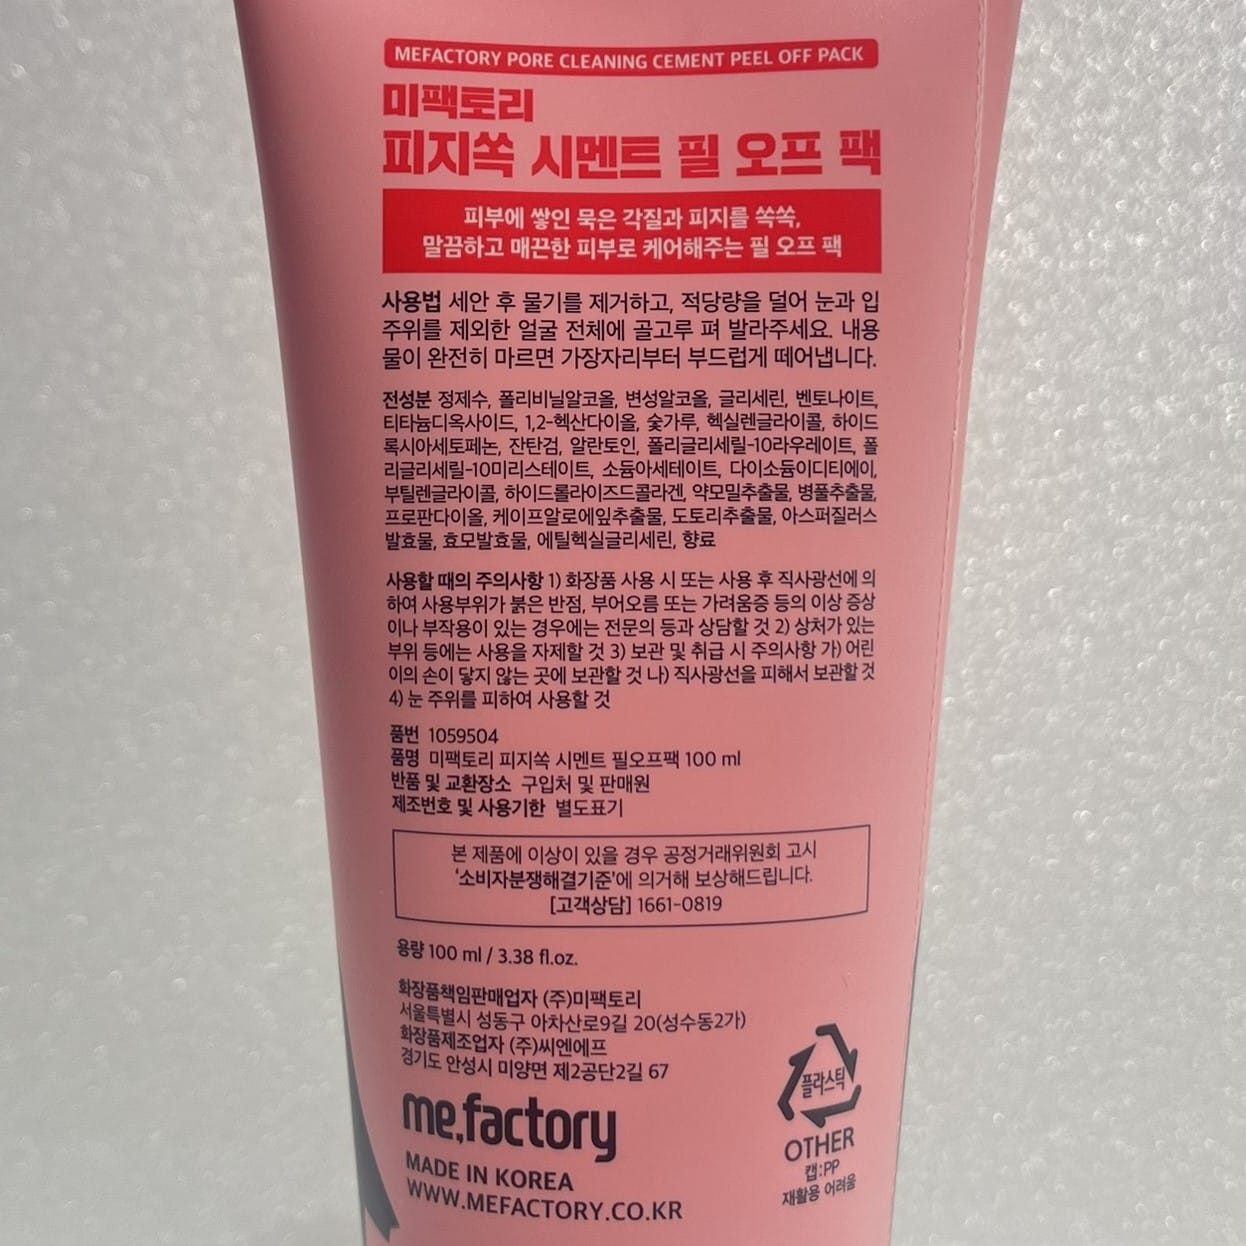 MEFACTORY PORE CLEANING CEMENT PEEL OFF PACK
미팩토리
피지쏙 시멘트 필 오프 팩
피부에 쌓인 묵은 각질과 피지를 쏙쏙,
말끔하고 매끈한 피부로 케어해주는 필 오프 팩
사용법 세안 후 물기를 제거하고, 적당량을 덜어 눈과 입
주위를 제외한 얼굴 전체에 골고루 펴 발라주세요. 내용
물이 완전히 마르면 가장자리부터 부드럽게 떼어냅니다.
전성분 정제수, 폴리비닐알코올, 변성알코올, 글리세린, 벤토나이트,
티타늄디옥사이드, 1,2-헥산다이올, 숯가루, 헥실렌글라이콜, 하이드
록시아세토페논, 잔탄검, 알란토인, 폴리글리세릴-10라우레이트, 폴
리글리세릴-10미리스테이트, 소듐아세테이트, 다이소듐이디티에이,
부틸렌글라이콜, 하이드롤라이즈드콜라겐, 약모밀추출물, 병풀추출물,
프로판다이올, 케이프알로에잎추출물, 도토리추출물, 아스퍼질러스
발효물, 효모발효물, 에틸헥실글리세린, 향료
사용할 때의 주의사항 1) 화장품 사용 시 또는 사용 후 직사광선에 의
하여 사용부위가 붉은 반점, 부어오름 또는 가려움증 등의 이상 증상
이나 부작용이 있는 경우에는 전문의 등과 상담할 것 2) 상처가 있는
부위 등에는 사용을 자제할 것 3) 보관 및 취급 시 주의사항 가) 어린
이의 손이 닿지 않는 곳에 보관할 것 나) 직사광선을 피해서 보관할 것
4) 눈 주위를 피하여 사용할 것
품번 1059504
품명 미팩토리 피지쏙 시멘트 필오프팩 100 ml
반품 및 교환장소 구입처 및 판매원
제조번호 및 사용기한 별도표기
본 제품에 이상이 있을 경우 공정거래위원회 고시
'소비자분쟁해결기준'에 의거해 보상해드립니다.
[고객상담] 1661-0819
용량 100 ml / 3.38 fl.oz.
화장품책임판매업자 (주)미팩토리
서울특별시 성동구 아차산로9길 20(성수동2가)
화장품제조업자 (주)씨엔에프
경기도 안성시 미양면 제2공단2길 67
me,factory
MADE IN KOREA
WWW.MEFACTORY.CO.KR
플라스틱
OTHER
캡:PP
재활용 어려움